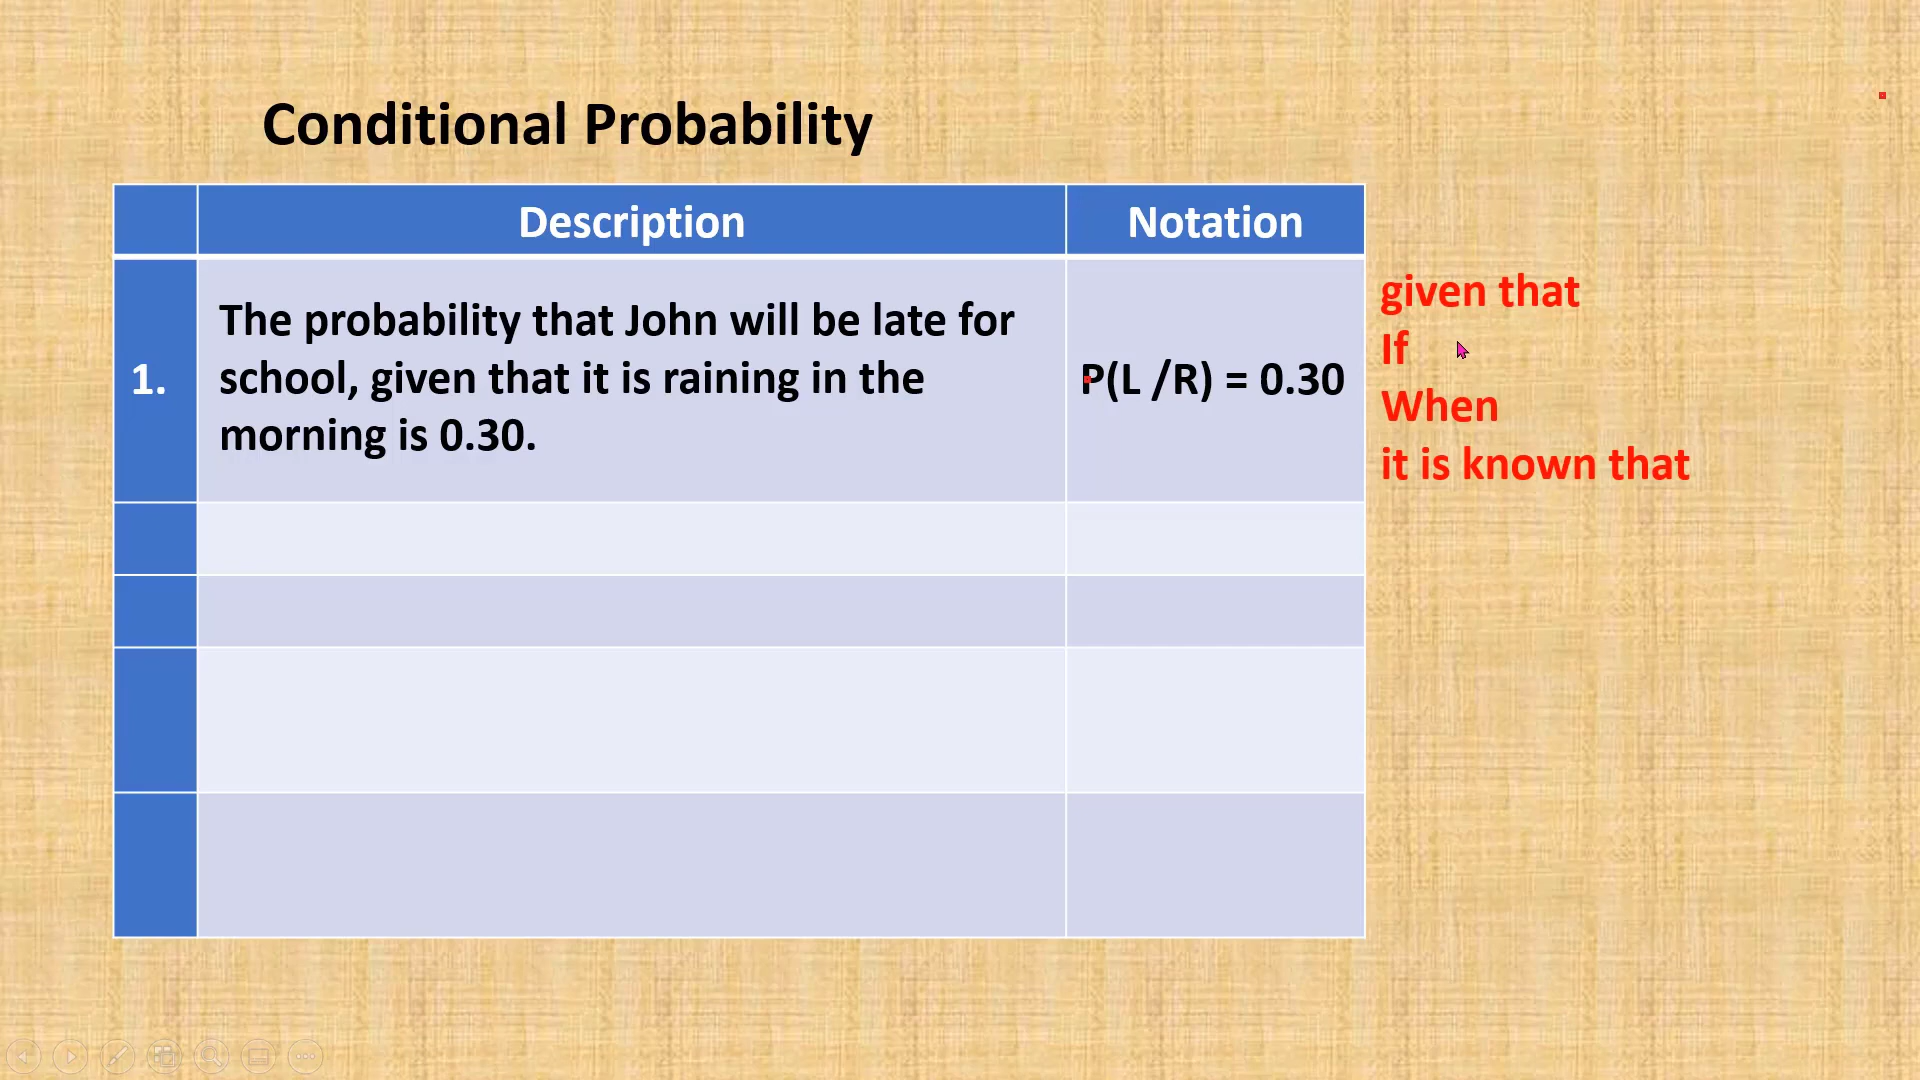 Conditional Probability
Description
Notation
1.
The probability that John will be late for
school, given that it is raining in the
morning is 0.30.
P(L /R) = 0.30
given that
If
When
it is known that